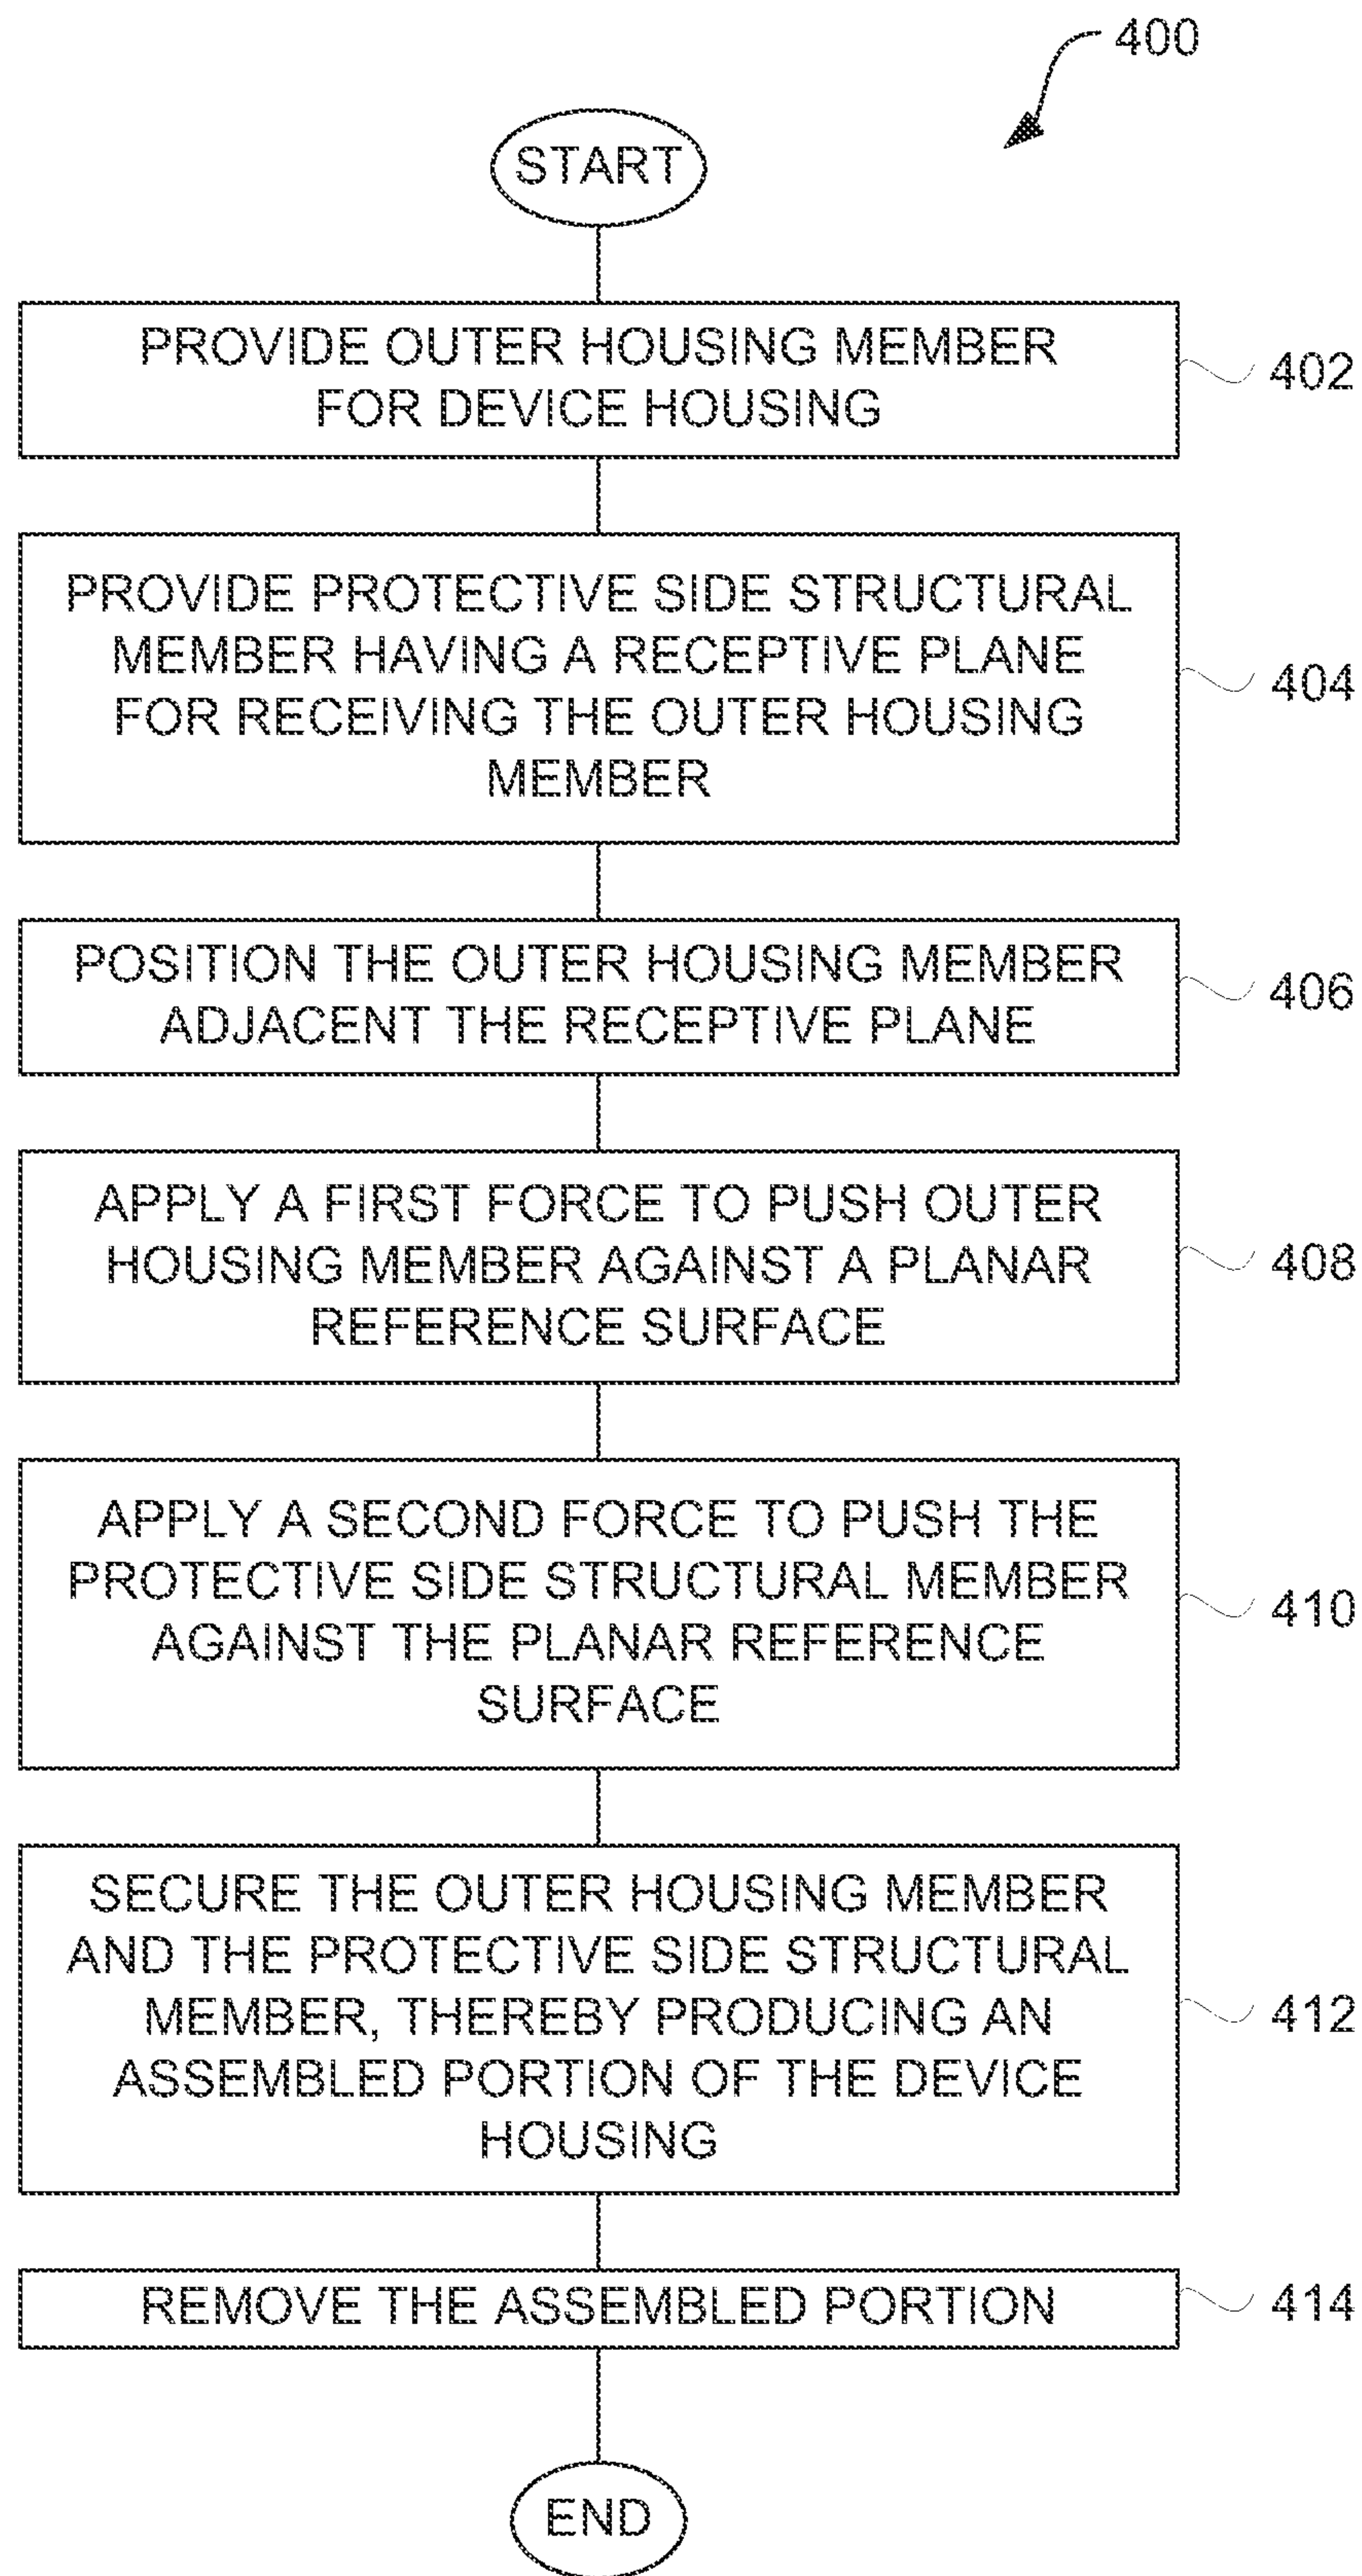 400
START
PROVIDE OUTER HOUSING MEMBER
FOR DEVICE HOUSING
402
PROVIDE PROTECTIVE SIDE STRUCTURAL
MEMBER HAVING A RECEPTIVE PLANE
FOR RECEIVING THE OUTER HOUSING
MEMBER
404
POSITION THE OUTER HOUSING MEMBER
ADJACENT THE RECEPTIVE PLANE
406
APPLY A FIRST FORCE TO PUSH OUTER
HOUSING MEMBER AGAINST A PLANAR
REFERENCE SURFACE
408
APPLY A SECOND FORCE TO PUSH THE
PROTECTIVE SIDE STRUCTURAL MEMBER
AGAINST THE PLANAR REFERENCE
SURFACE
410
SECURE THE OUTER HOUSING MEMBER
AND THE PROTECTIVE SIDE STRUCTURAL
MEMBER, THEREBY PRODUCING AN
ASSEMBLED PORTION OF THE DEVICE
HOUSING
412
REMOVE THE ASSEMBLED PORTION
414
END